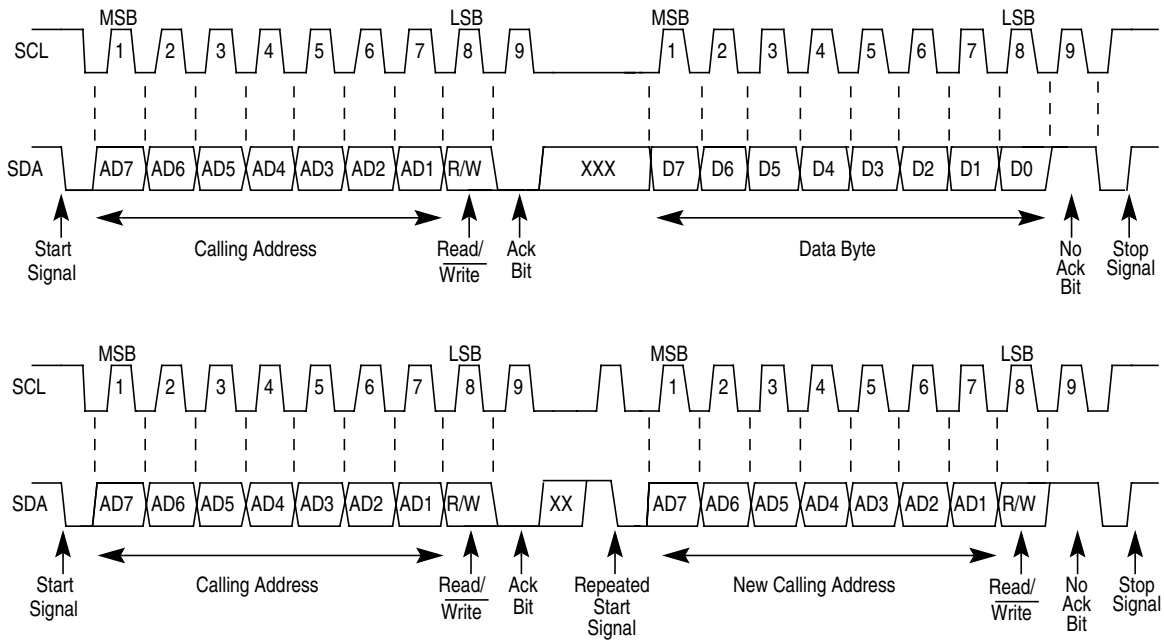 MSB LSB MSB LSB
SCL 1 2 3 4 5 6 7 8 9 1 2 3 4 5 6 7 8 9
SDA AD7 AD6 AD5 AD4 AD3 AD2 AD1 R/W XXX D7 D6 D5 D4 D3 D2 D1 D0
Start Signal
Calling Address
Read/ Write
Ack Bit
Data Byte
No Ack Bit
Stop Signal
MSB LSB MSB LSB
SCL 1 2 3 4 5 6 7 8 9 1 2 3 4 5 6 7 8 9
SDA AD7 AD6 AD5 AD4 AD3 AD2 AD1 R/W XX AD7 AD6 AD5 AD4 AD3 AD2 AD1 R/W
Start Signal
Calling Address
Read/ Write
Ack Bit
Repeated Start Signal
New Calling Address
Read/ Write
No Ack Bit
Stop Signal